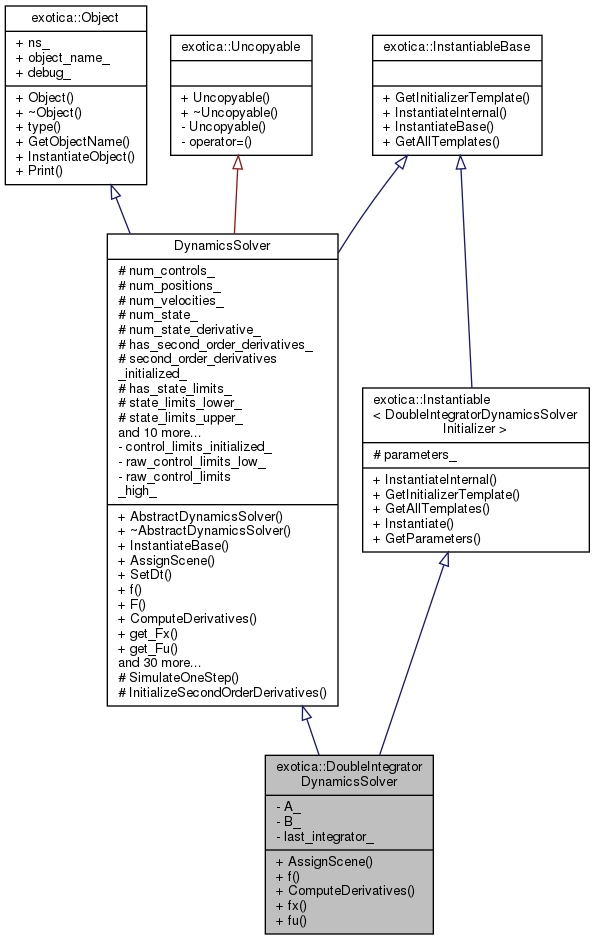 exotica::Object
+ ns_
+ object_name_
+ debug_
+ Object()
+ ~Object()
+ type()
+ GetObjectName()
+ InstantiateObject()
+ Print()
exotica::Uncopyable
+ Uncopyable()
+ ~Uncopyable()
- Uncopyable()
- operator=()
exotica::InstantiableBase
+ GetInitializerTemplate()
+ InstantiateInternal()
+ InstantiateBase()
+ GetAllTemplates()
DynamicsSolver
# num_controls_
# num_positions_
# num_velocities_
# num_state_
# num_state_derivative_
# has_second_order_derivatives_
# second_order_derivatives
_initialized_
# has_state_limits_
# state_limits_lower_
# state_limits_upper_
and 10 more...
- control_limits_initialized_
- raw_control_limits_low_
- raw_control_limits
_high_
+ AbstractDynamicsSolver()
+ ~AbstractDynamicsSolver()
+ InstantiateBase()
+ AssignScene()
+ SetDt()
+ f()
+ F()
+ ComputeDerivatives()
+ get_Fx()
+ get_Fu()
and 30 more...
# SimulateOneStep()
# InitializeSecondOrderDerivatives()
exotica::Instantiable
< DoubleIntegratorDynamicsSolver
Initializer >
# parameters_
+ InstantiateInternal()
+ GetInitializerTemplate()
+ GetAllTemplates()
+ Instantiate()
+ GetParameters()
exotica::DoubleIntegrator
DynamicsSolver
- A_
- B_
- last_integrator_
+ AssignScene()
+ f()
+ ComputeDerivatives()
+ fx()
+ fu()